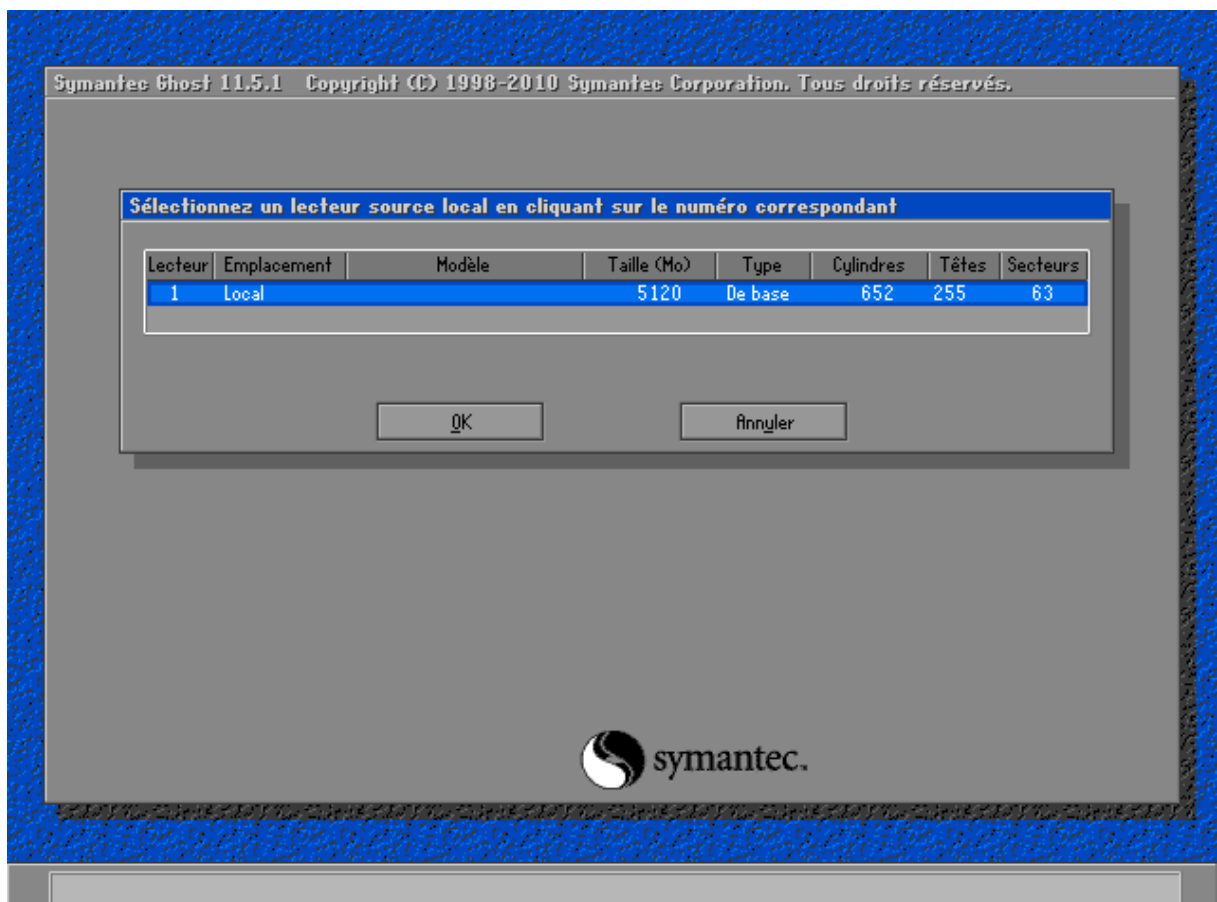 Symantec Ghost 11.5.1 Copyright (C) 1998-2010 Symantec Corporation. Tous droits réservés.
Sélectionnez un lecteur source local en cliquant sur le numéro correspondant
Lecteur Emplacement Modèle Taille (Mo) Type Cylindres Têtes Secteurs
1 Local 5120 De base 652 255 63
OK Annuler
symantec.